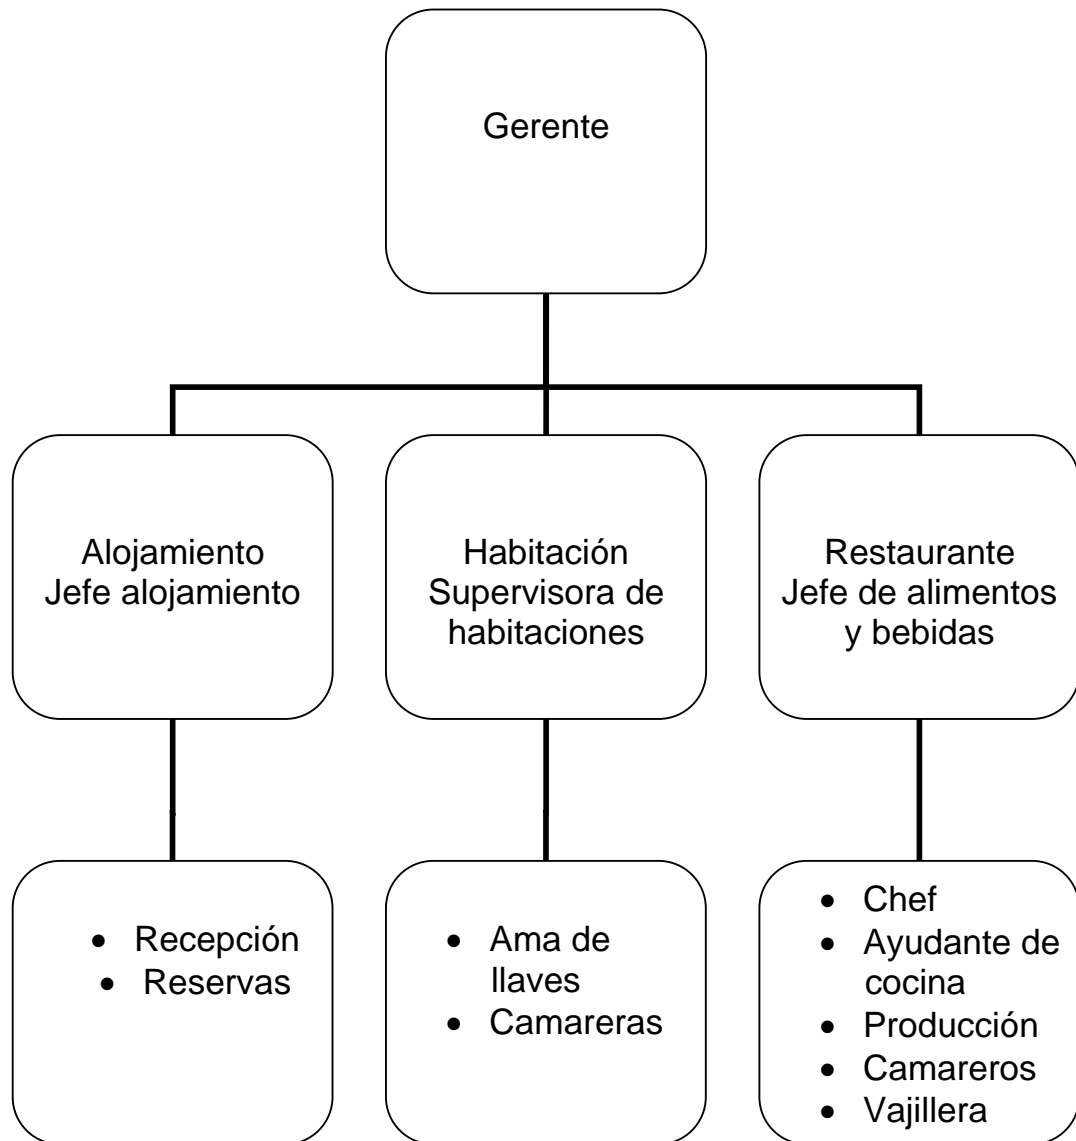 Gerente
Alojamiento
Jefe alojamiento
Habitación
Supervisora de
habitaciones
Restaurante
Jefe de alimentos
y bebidas
• Recepción
• Reservas
• Ama de
llaves
• Camareras
• Chef
• Ayudante de
cocina
• Producción
• Camareros
• Vajillera